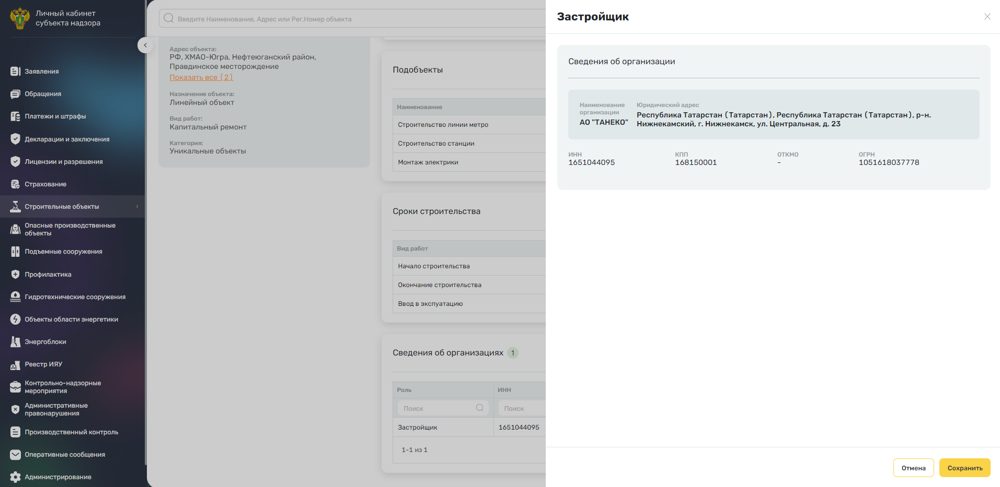 Личный кабинет
субъекта надзора
Заявления
Обращения
Платежи и штрафы
Декларации и заключения
Лицензии и разрешения
Страхование
Строительные объекты
Опасные производственные
объекты
Подъемные сооружения
Профилактика
Гидротехнические сооружения
Объекты области энергетики
Энергоблоки
Реестр ИЯУ
Контрольно-надзорные
мероприятия
Административные
правонарушения
Производственный контроль
Оперативные сообщения
Администрирование
Введите Наименование, Адрес или Рег.Номер объекта
Адрес объекта:
РФ, ХМАО-Югра, Нефтеюганский район,
Правдинское месторождение
Показать все (2)
Назначение объекта:
Линейный объект
Вид работ:
Капитальный ремонт
Категория:
Уникальные объекты
Подобъекты
Наименование
Строительство линии метро
Строительство станции
Монтаж электрики
Сроки строительства
Вид работ
Начало строительства
Окончание строительства
Ввод в экспуатацию
Сведения об организациях 1
Роль ИНН
Поиск Поиск
Застройщик 1651044095
1-1 из 1
Застройщик
Сведения об организации
Наименование
организации
АО "ТАНЕКО"
Юридический адрес
Республика Татарстан (Татарстан), Республика Татарстан (Татарстан), р-н.
Нижнекамский, г. Нижнекамск, ул. Центральная, д. 23
ИНН КПП ОТКМО ОГРН
1651044095 168150001 - 1051618037778
Отмена Сохранить